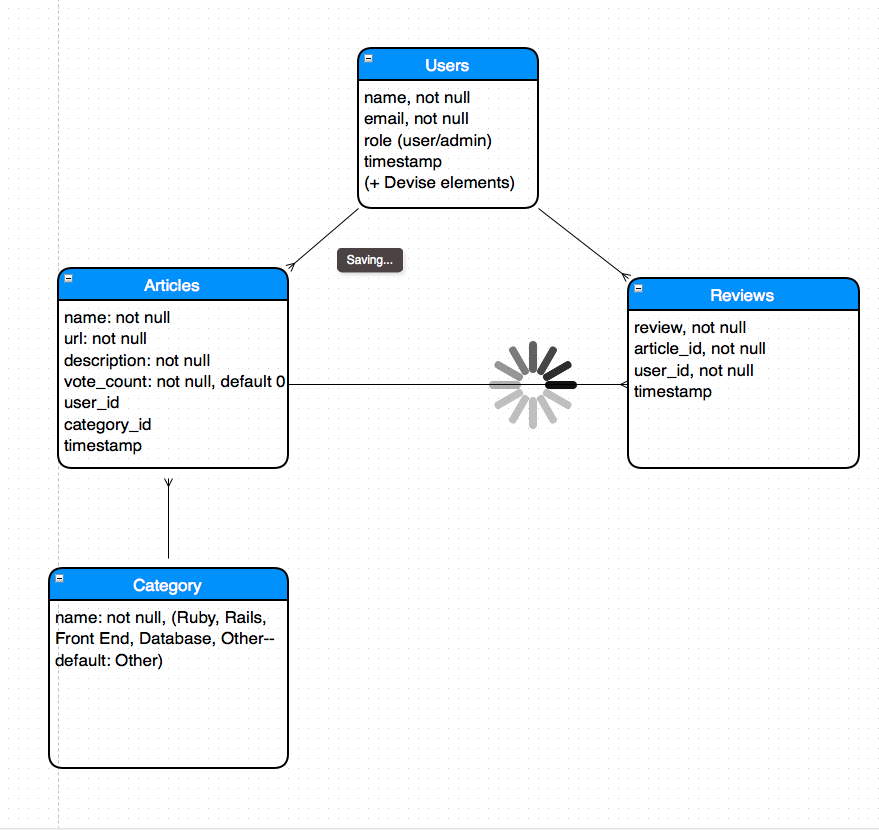 Users
name, not null
email, not null
role (user/admin)
timestamp
(+ Devise elements)
Saving...
Articles
name: not null
url: not null
description: not null
vote_count: not null, default 0
user_id
category_id
timestamp
Reviews
review, not null
article_id, not null
user_id, not null
timestamp
Category
name: not null, (Ruby, Rails,
Front End, Database, Other--
default: Other)